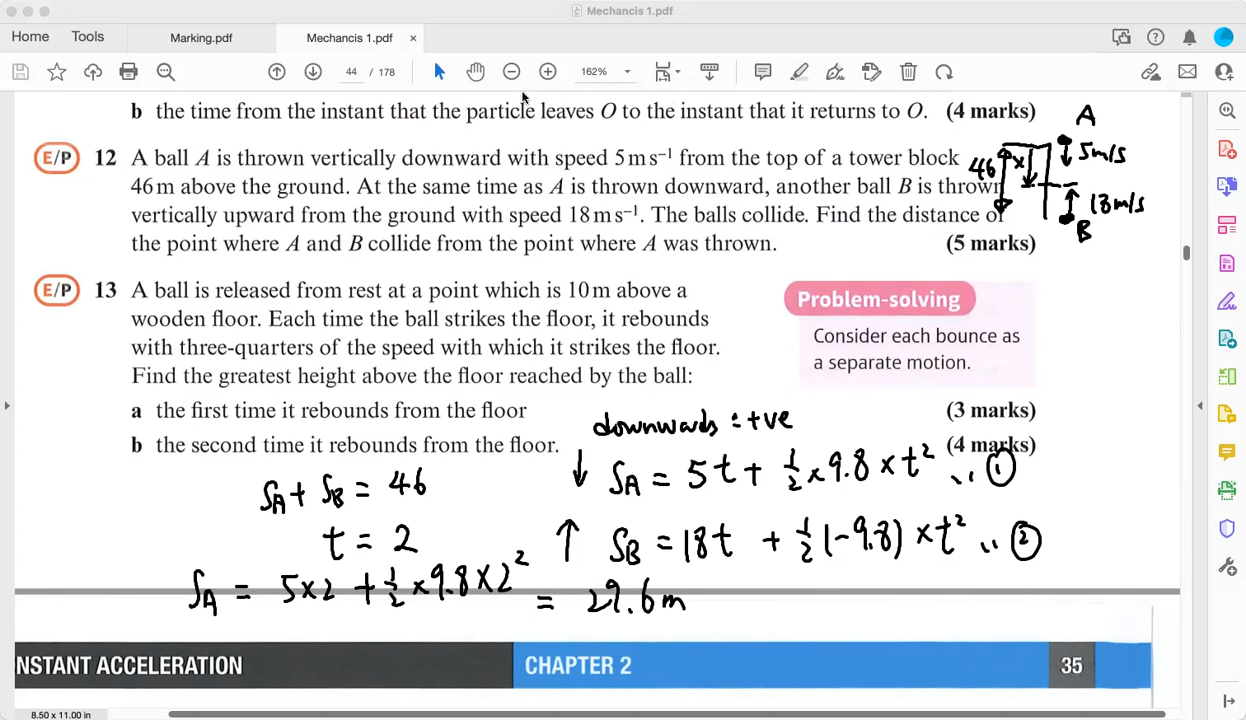 Mechancis 1.pdf
Home Tools Marking.pdf Mechancis 1.pdf ×
44 / 178 162%
b the time from the instant that the particle leaves O to the instant that it returns to O. (4 marks)
E/P 12 A ball A is thrown vertically downward with speed 5 m s⁻¹ from the top of a tower block
46 m above the ground. At the same time as A is thrown downward, another ball B is thrown
vertically upward from the ground with speed 18 m s⁻¹. The balls collide. Find the distance of
the point where A and B collide from the point where A was thrown. (5 marks)
A
46 x 5m/s
18m/s
B
E/P 13 A ball is released from rest at a point which is 10 m above a
wooden floor. Each time the ball strikes the floor, it rebounds
with three-quarters of the speed with which it strikes the floor.
Find the greatest height above the floor reached by the ball:
Problem-solving
Consider each bounce as
a separate motion.
a the first time it rebounds from the floor (3 marks)
b the second time it rebounds from the floor. (4 marks)
downwards : +ve
↓ S_A = 5t + ½ × 9.8 × t² ... ①
S_A + S_B = 46
t = 2
↑ S_B = 18t + ½ (-9.8) × t² ... ②
S_A = 5×2 + ½ × 9.8 × 2² = 29.6m
NSTANT ACCELERATION CHAPTER 2 35
8.50 x 11.00 in